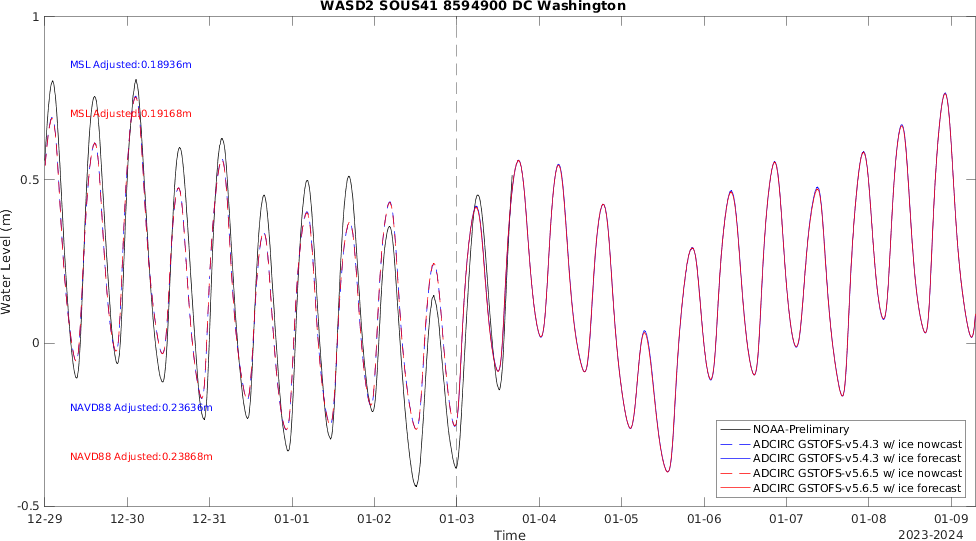 WASD2 SOUS41 8594900 DC Washington
1
0.5
0
-0.5
Water Level (m)
MSL Adjusted:0.18936m
MSL Adjusted:0.19168m
NAVD88 Adjusted:0.23636m
NAVD88 Adjusted:0.23868m
NOAA-Preliminary
ADCIRC GSTOFS-v5.4.3 w/ ice nowcast
ADCIRC GSTOFS-v5.4.3 w/ ice forecast
ADCIRC GSTOFS-v5.6.5 w/ ice nowcast
ADCIRC GSTOFS-v5.6.5 w/ ice forecast
12-29 12-30 12-31 01-01 01-02 01-03 01-04 01-05 01-06 01-07 01-08 01-09
Time
2023-2024